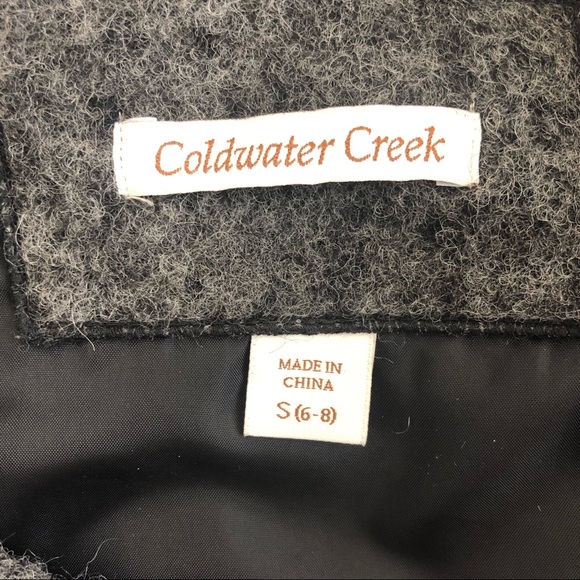 Coldwater Creek
MADE IN
CHINA
S (6-8)